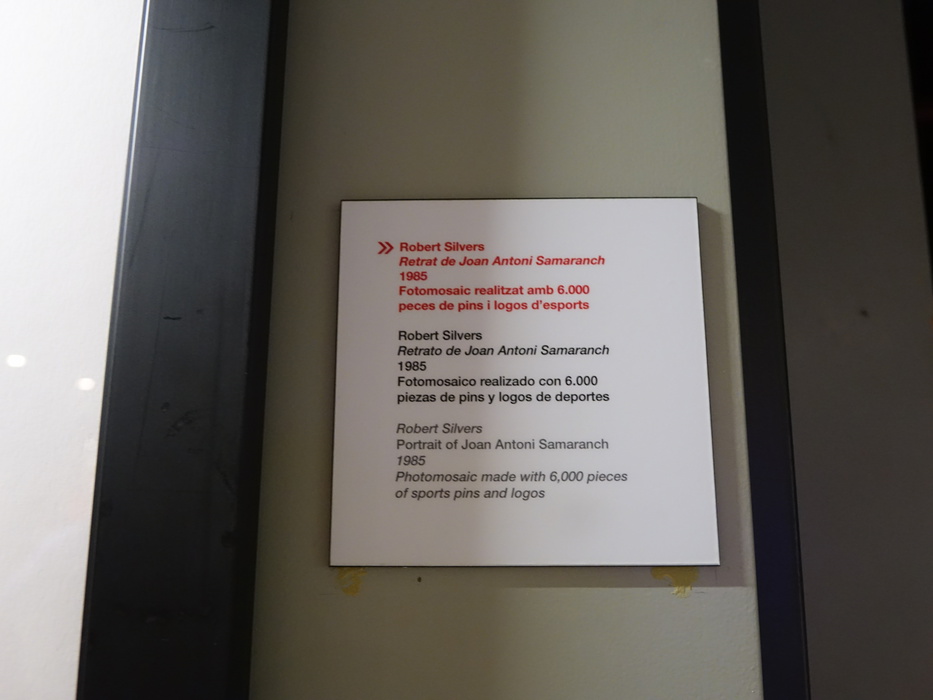 Robert Silvers
Retrat de Joan Antoni Samaranch
1985
Fotomosaic realitzat amb 6.000
peces de pins i logos d'esports
Robert Silvers
Retrato de Joan Antoni Samaranch
1985
Fotomosaico realizado con 6.000
piezas de pins y logos de deportes
Robert Silvers
Portrait of Joan Antoni Samaranch
1985
Photomosaic made with 6,000 pieces
of sports pins and logos